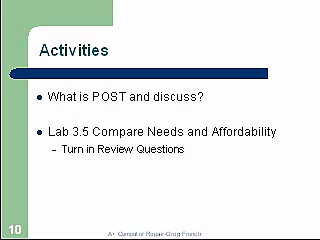 Activities
What is POST and discuss?
Lab 3.5 Compare Needs and Affordability
– Turn in Review Questions
10
A+ Computer Repair-Greg French